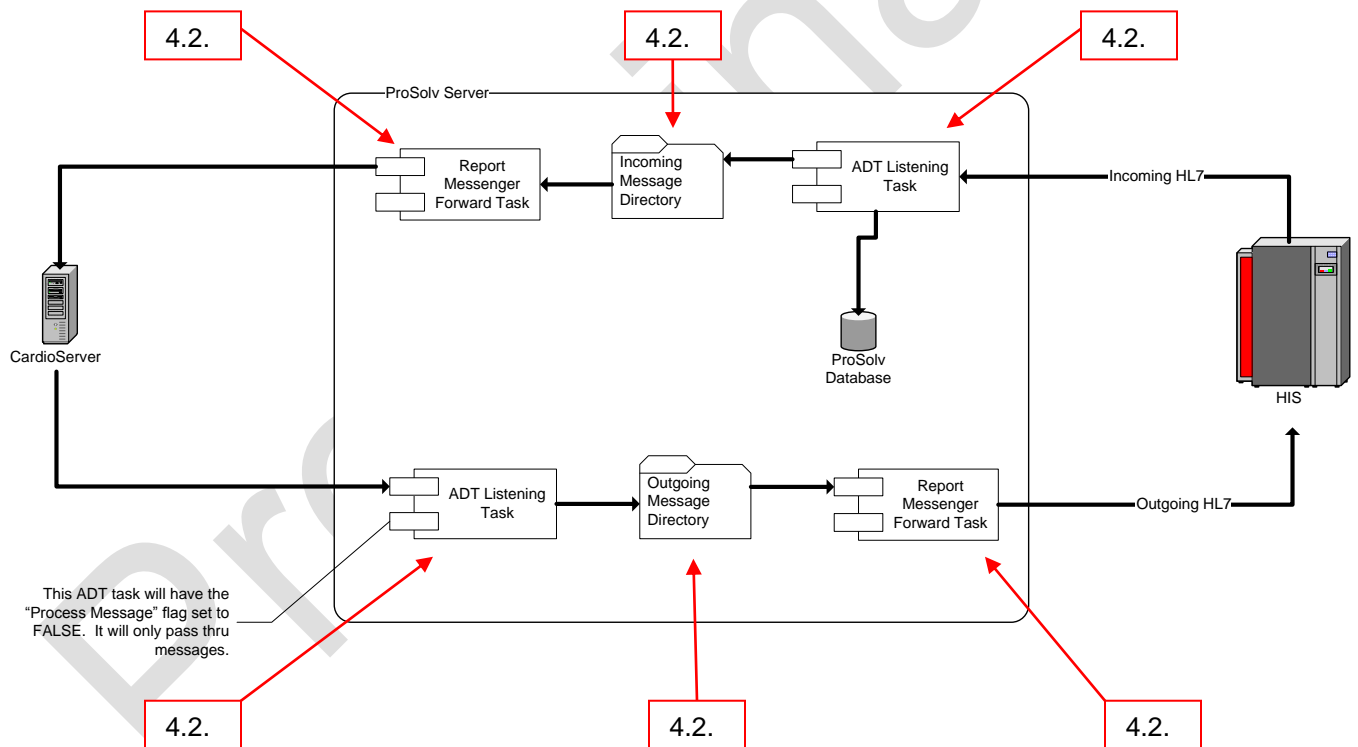 4.2.
4.2.
4.2.
ProSolv Server
Report
Messenger
Forward Task
Incoming
Message
Directory
ADT Listening
Task
Incoming HL7
CardioServer
ProSolv
Database
HIS
ADT Listening
Task
Outgoing
Message
Directory
Report
Messenger
Forward Task
Outgoing HL7
This ADT task will have the
“Process Message” flag set to
FALSE.  It will only pass thru
messages.
4.2.
4.2.
4.2.